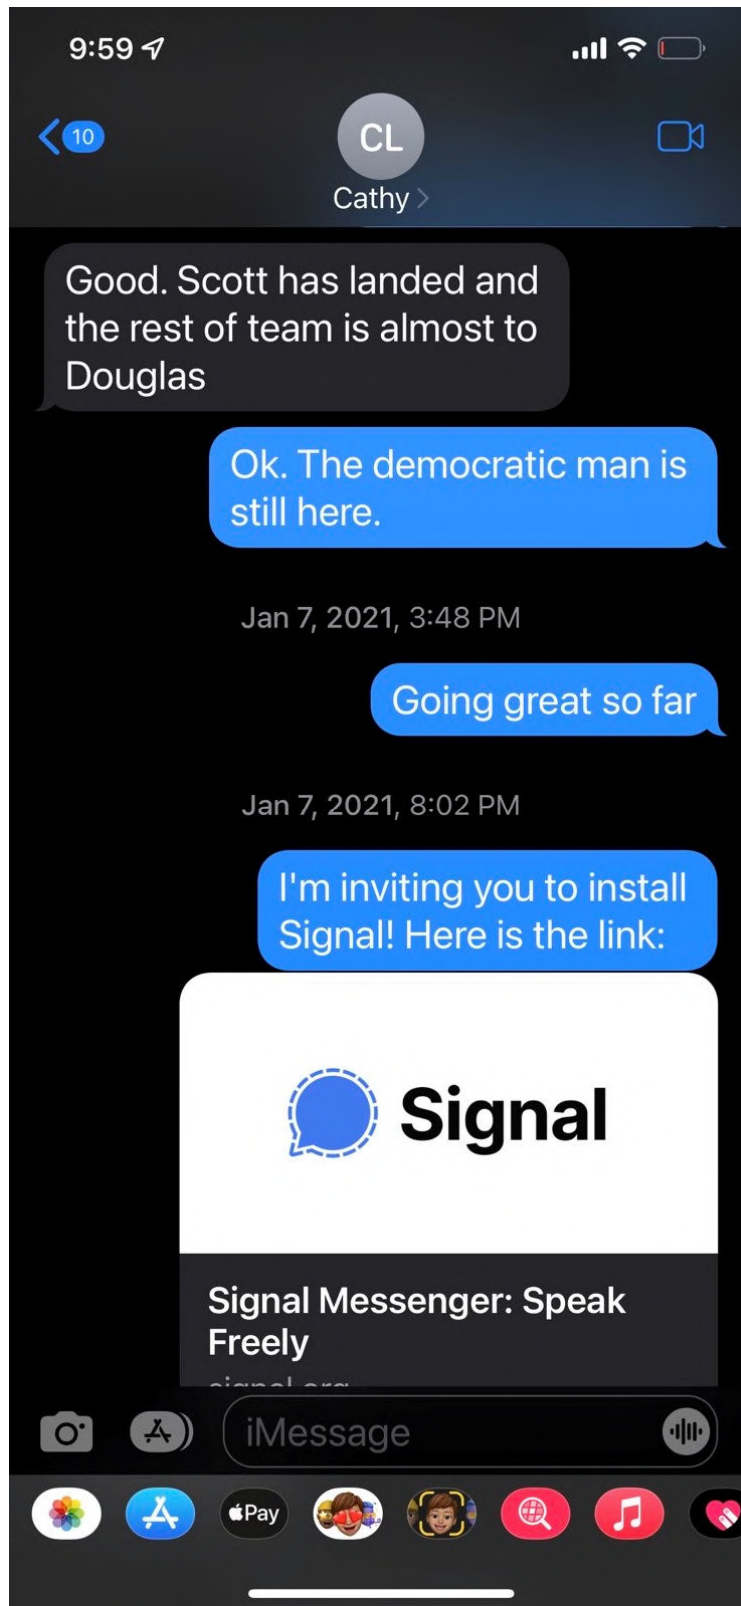 9:59
10
CL
Cathy
Good. Scott has landed and
the rest of team is almost to
Douglas
Ok. The democratic man is
still here.
Jan 7, 2021, 3:48 PM
Going great so far
Jan 7, 2021, 8:02 PM
I'm inviting you to install
Signal! Here is the link:
Signal
Signal Messenger: Speak
Freely
signal.org
iMessage
Pay